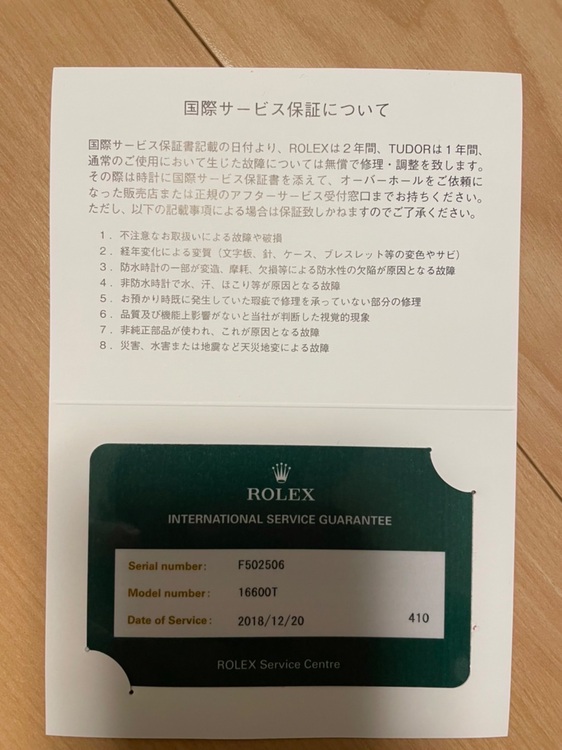 国際サービス保証について
国際サービス保証書記載の日付より、ROLEXは２年間、TUDORは１年間、
通常のご使用において生じた故障については無償で修理・調整を致します。
その際は時計に国際サービス保証書を添えて、オーバーホールをご依頼に
なった販売店または正規のアフターサービス受付窓口までお持ちください。
ただし、以下の記載事項による場合は保証致しかねますのでご了承ください。
１．不注意なお取扱いによる故障や破損
２．経年変化による変質（文字板、針、ケース、ブレスレット等の変色やサビ）
３．防水時計の一部が変造、摩耗、欠損等による防水性の欠陥が原因となる故障
４．非防水時計で水、汗、ほこり等が原因となる故障
５．お預かり時既に発生していた瑕疵で修理を承っていない部分の修理
６．品質及び機能上影響がないと当社が判断した視覚的現象
７．非純正部品が使われ、これが原因となる故障
８．災害、水害または地震など天災地変による故障
ROLEX
INTERNATIONAL SERVICE GUARANTEE
Serial number: F502506
Model number: 16600T
Date of Service: 2018/12/20 410
ROLEX Service Centre